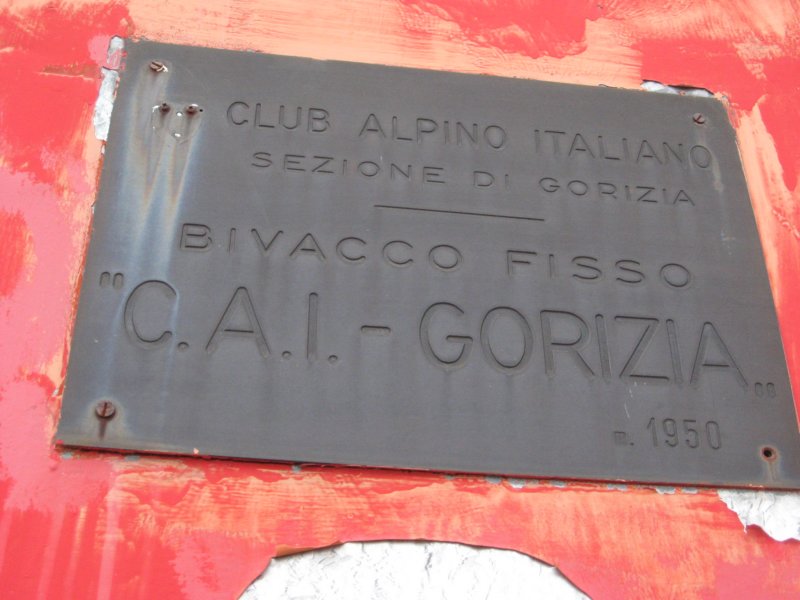 CLUB ALPINO ITALIANO
SEZIONE DI GORIZIA
BIVACCO FISSO
"C.A.I. - GORIZIA„
m. 1950